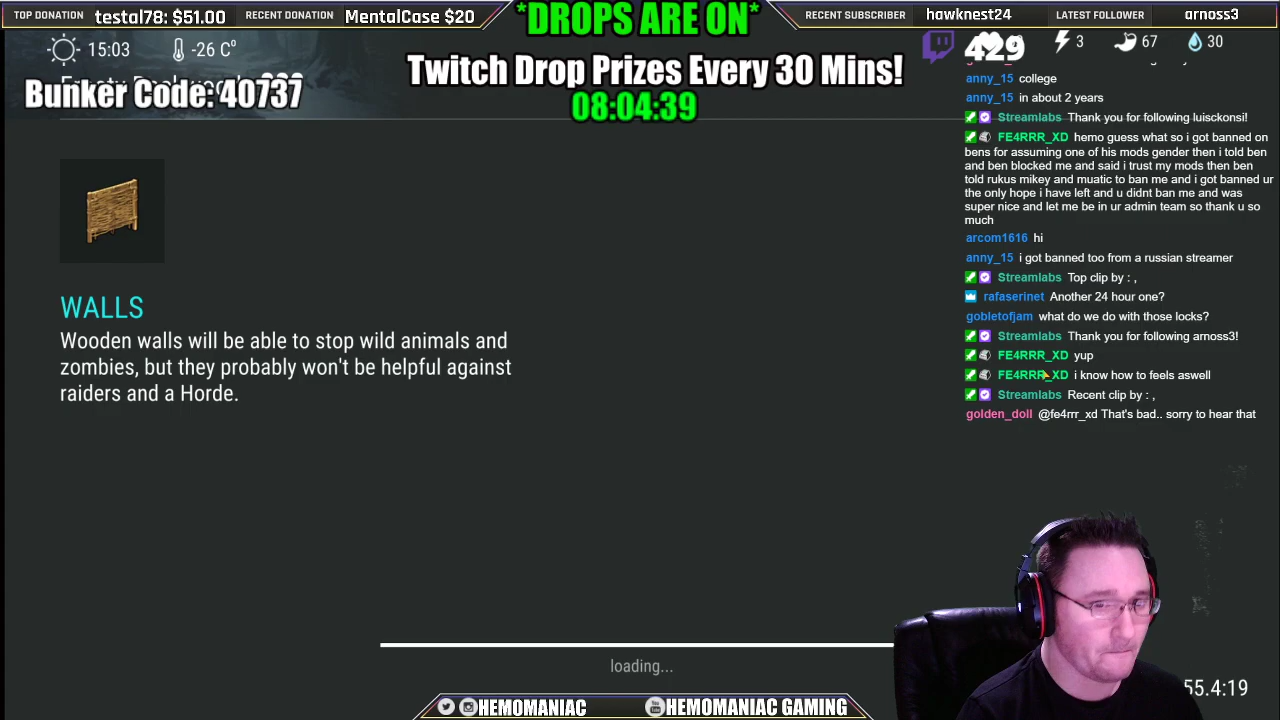 TOP DONATION testal78: $51.00 RECENT DONATION MentalCase $20 *DROPS ARE ON* RECENT SUBSCRIBER hawknest24 LATEST FOLLOWER arnoss3
15:03 -26 C° 429 3 67 30
Twitch Drop Prizes Every 30 Mins!
Bunker Code: 40737
08:04:39
anny_15 college
anny_15 in about 2 years
Streamlabs Thank you for following luisckonsi!
FE4RRR_XD hemo guess what so i got banned on
bens for assuming one of his mods gender then i told ben
and ben blocked me and said i trust my mods then ben
told rukus mikey and muatic to ban me and i got banned ur
the only hope i have left and u didnt ban me and was
super nice and let me be in ur admin team so thank u so
much
arcom1616 hi
anny_15 i got banned too from a russian streamer
Streamlabs Top clip by : ,
rafaserinet Another 24 hour one?
gobletofjam what do we do with those locks?
Streamlabs Thank you for following arnoss3!
FE4RRR_XD yup
FE4RRR_XD i know how to feels aswell
Streamlabs Recent clip by : ,
golden_doll @fe4rrr_xd That's bad.. sorry to hear that
WALLS
Wooden walls will be able to stop wild animals and
zombies, but they probably won't be helpful against
raiders and a Horde.
loading...
55.4:19
HEMOMANIAC HEMOMANIAC GAMING